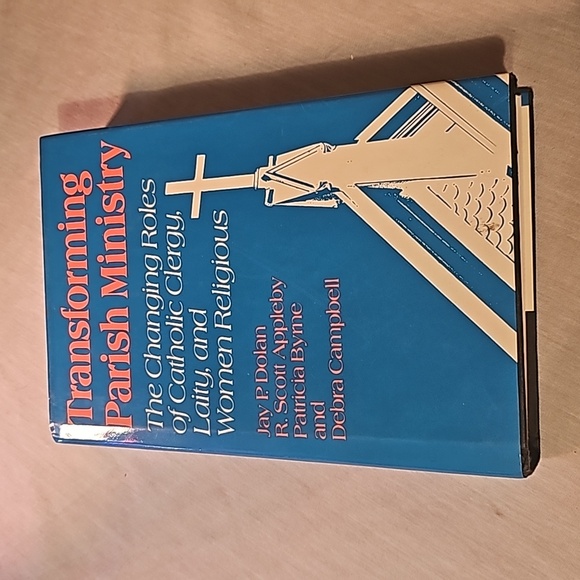 Transforming
Parish Ministry
The Changing Roles
of Catholic Clergy,
Laity, and
Women Religious
Jay P. Dolan
R. Scott Appleby
Patricia Byrne
and
Debra Campbell